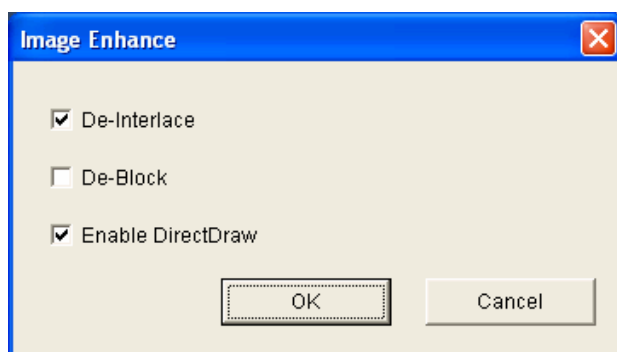 Image Enhance
De-Interlace
De-Block
Enable DirectDraw
OK Cancel